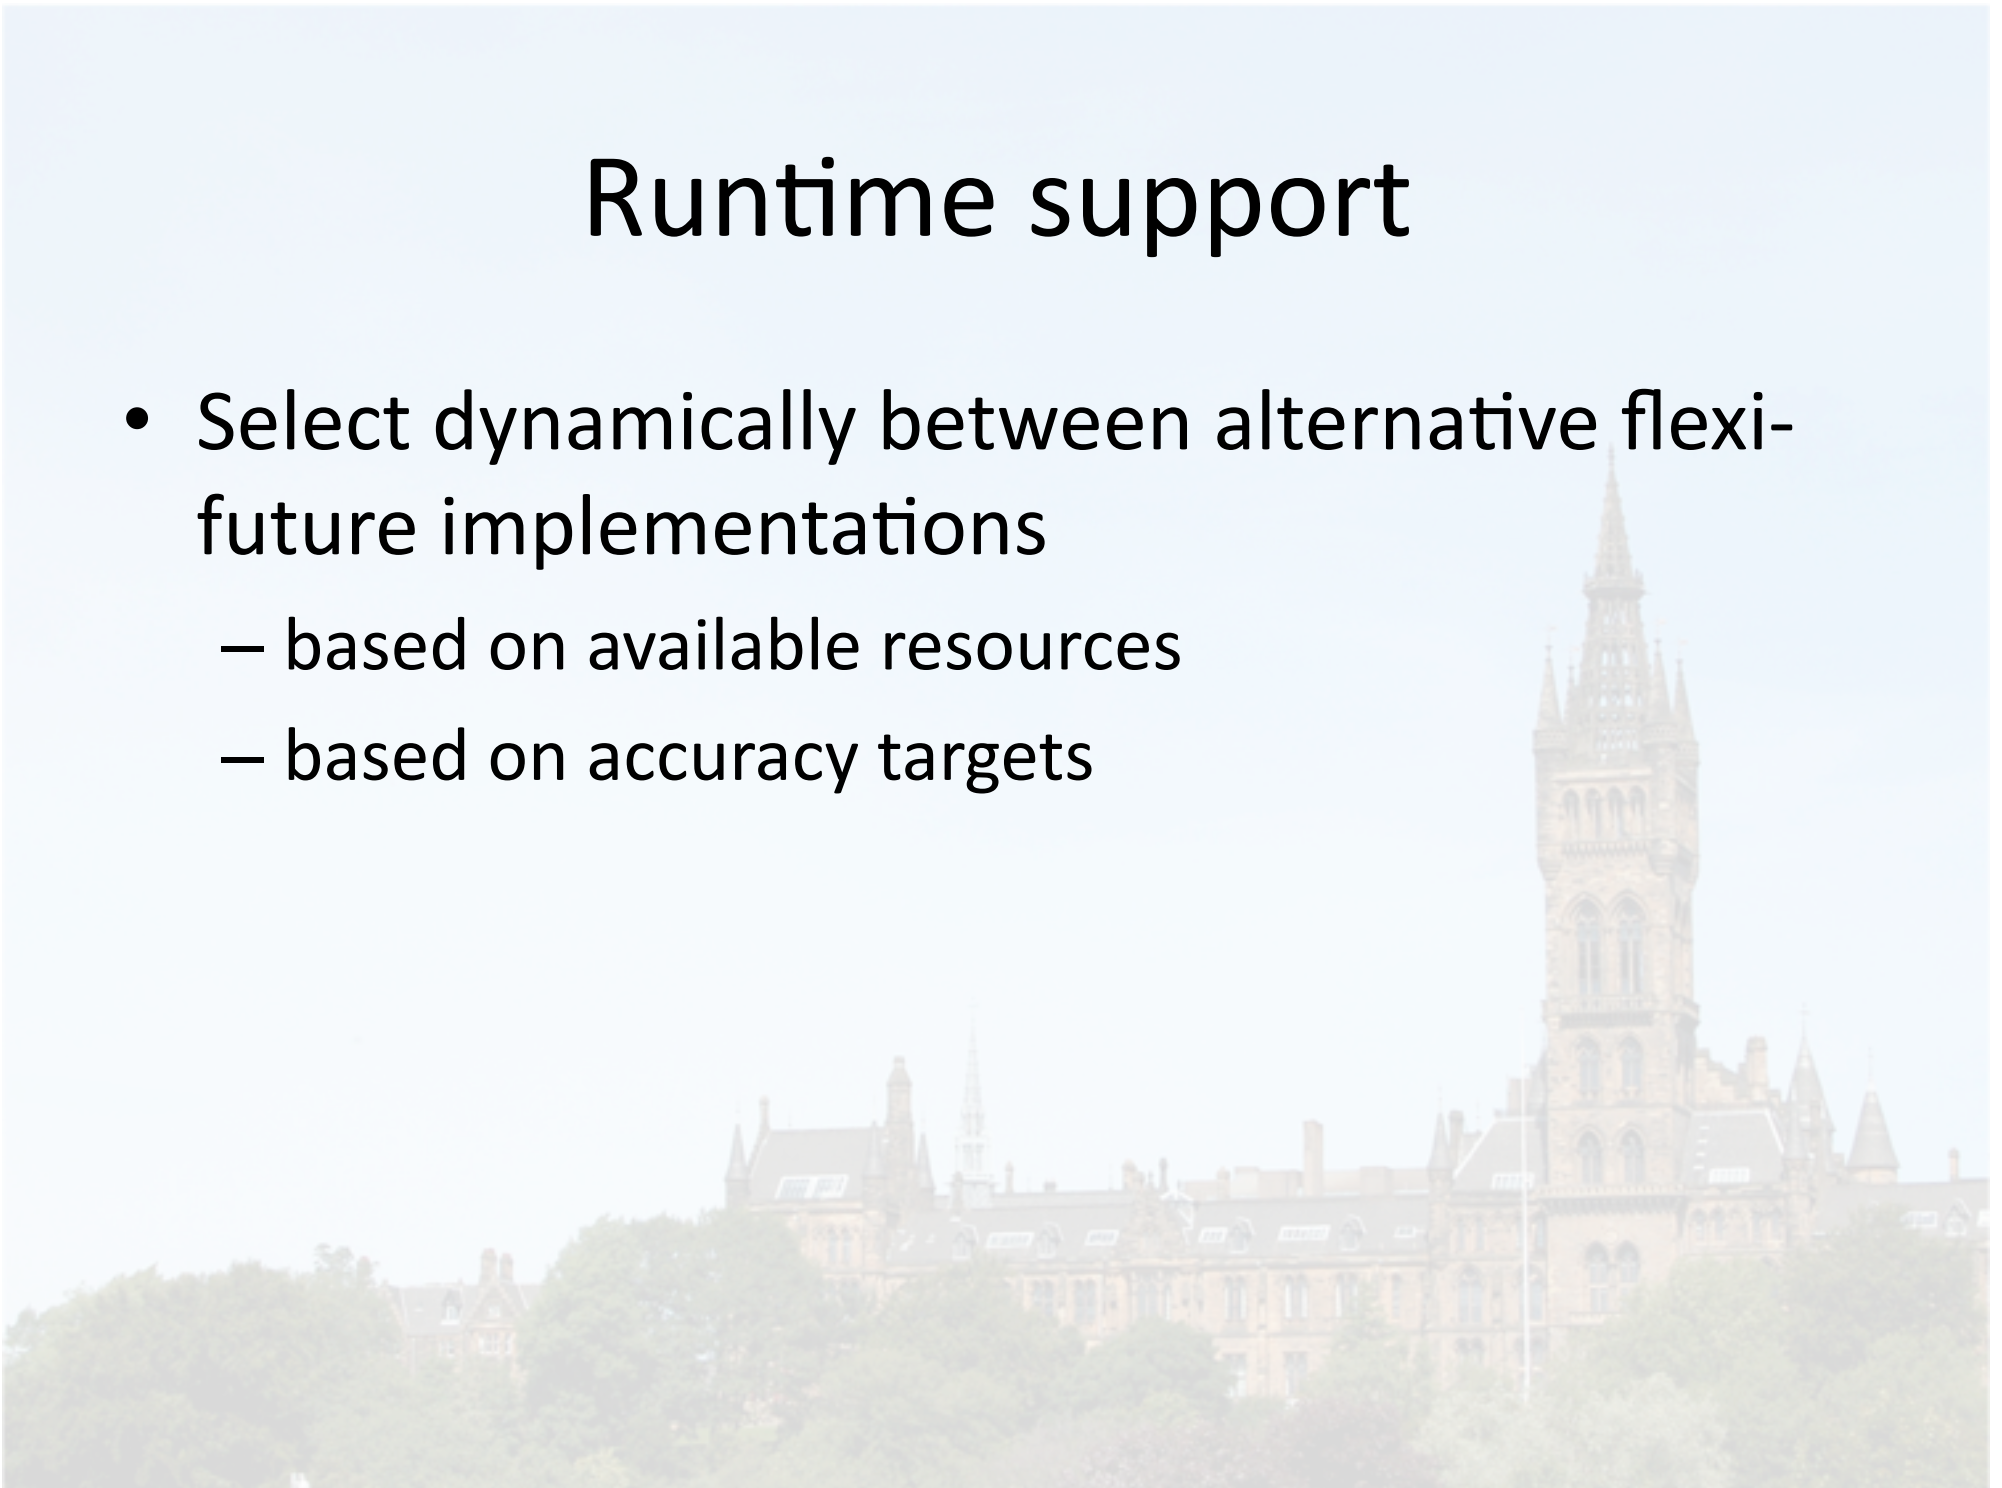 Runtime support
• Select dynamically between alternative flexi-
future implementations
– based on available resources
– based on accuracy targets